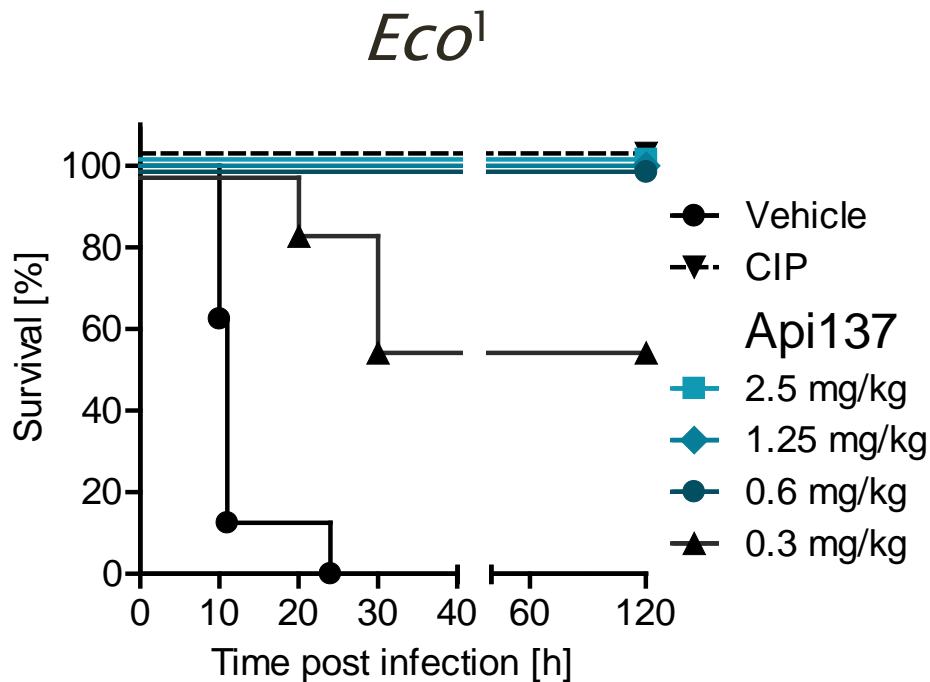 Eco¹
Survival [%]
100
80
60
40
20
0
0 10 20 30 40 60 120
Time post infection [h]
Vehicle
CIP
Api137
2.5 mg/kg
1.25 mg/kg
0.6 mg/kg
0.3 mg/kg